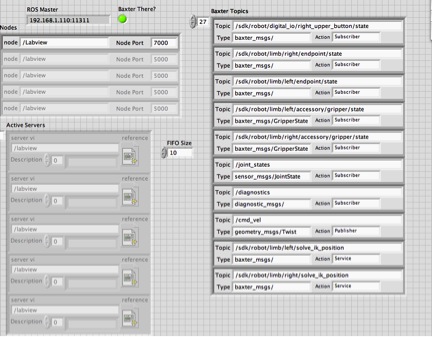 ROS Master
Baxter There?
192.168.1.110:11311
27
Nodes
node /Labview Node Port 7000
node /Labview Node Port 5000
node /Labview Node Port 5000
node /Labview Node Port 5000
node /Labview Node Port 5000
Active Servers
server vi reference
/labview
Description 0
server vi reference
/labview
Description 0
server vi reference
/labview
Description 0
server vi reference
/labview
Description 0
server vi reference
/labview
Description 0
FIFO Size
10
Baxter Topics
Topic /sdk/robot/digital_io/right_upper_button/state
Type baxter_msgs/ Action Subscriber
Topic /sdk/robot/limb/right/endpoint/state
Type baxter_msgs/ Action Subscriber
Topic /sdk/robot/limb/left/endpoint/state
Type baxter_msgs/ Action Subscriber
Topic /sdk/robot/limb/left/accessory/gripper/state
Type baxter_msgs/GripperState Action Subscriber
Topic /sdk/robot/limb/right/accessory/gripper/state
Type baxter_msgs/GripperState Action Subscriber
Topic /joint_states
Type sensor_msgs/JointState Action Subscriber
Topic /diagnostics
Type diagnostic_msgs/ Action Subscriber
Topic /cmd_vel
Type geometry_msgs/Twist Action Publisher
Topic /sdk/robot/limb/left/solve_ik_position
Type baxter_msgs/ Action Service
Topic /sdk/robot/limb/right/solve_ik_position
Type baxter_msgs/ Action Service